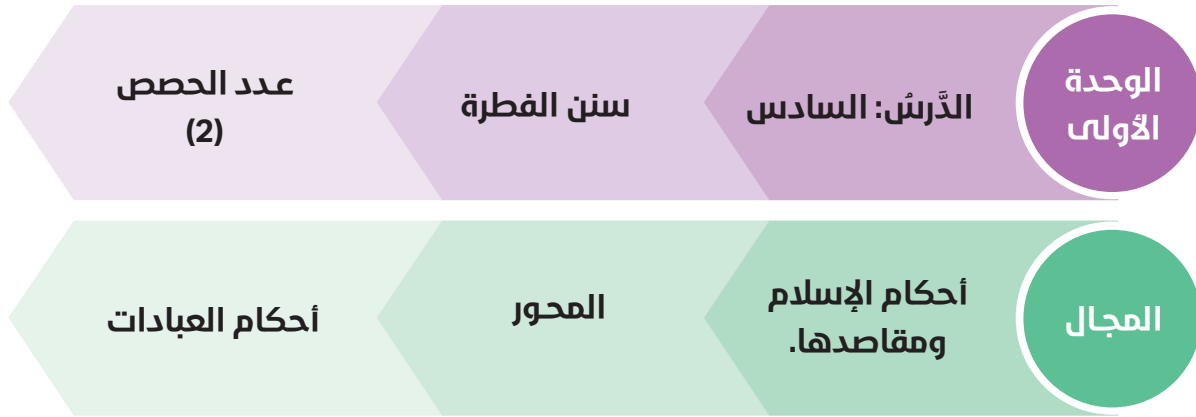 الوحدة
الأولى
الدَّرسُ: السادس
سنن الفطرة
عدد الحصص
(2)
المجال
أحكام الإسلام
ومقاصدها.
المحور
أحكام العبادات